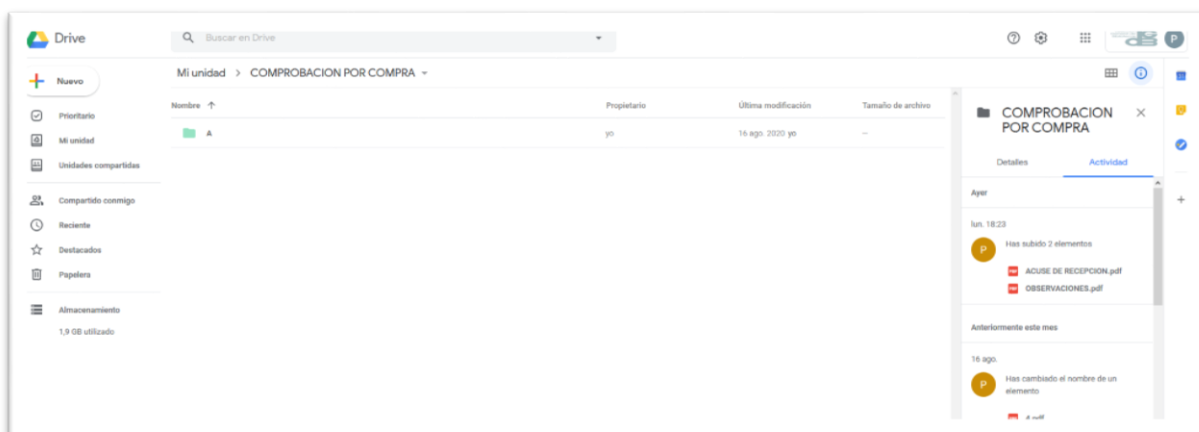 Drive
Buscar en Drive
P
Nuevo
Mi unidad > COMPROBACION POR COMPRA
Prioritario
Mi unidad
Unidades compartidas
Compartido conmigo
Reciente
Destacados
Papelera
Almacenamiento
1,9 GB utilizado
Nombre ↑ Propietario Última modificación Tamaño de archivo
A yo 16 ago. 2020 yo —
COMPROBACION
POR COMPRA
Detalles Actividad
Ayer
lun. 18:23
P
Has subido 2 elementos
ACUSE DE RECEPCION.pdf
OBSERVACIONES.pdf
Anteriormente este mes
16 ago.
P
Has cambiado el nombre de un
elemento